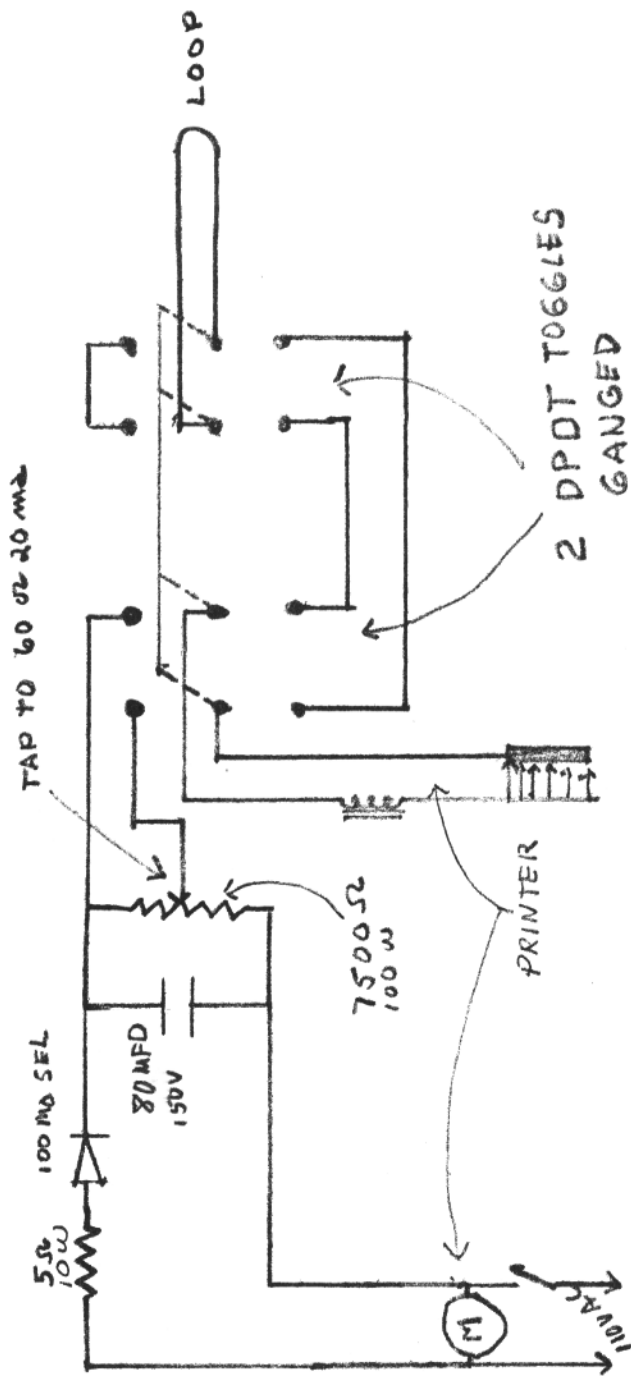 5Ω
10W
100 MA SEL
80 MFD
150V
TAP TO 60 or 20 ma
7500 Ω
100 W
PRINTER
M
110VAC
LOOP
2 DPDT TOGGLES
GANGED